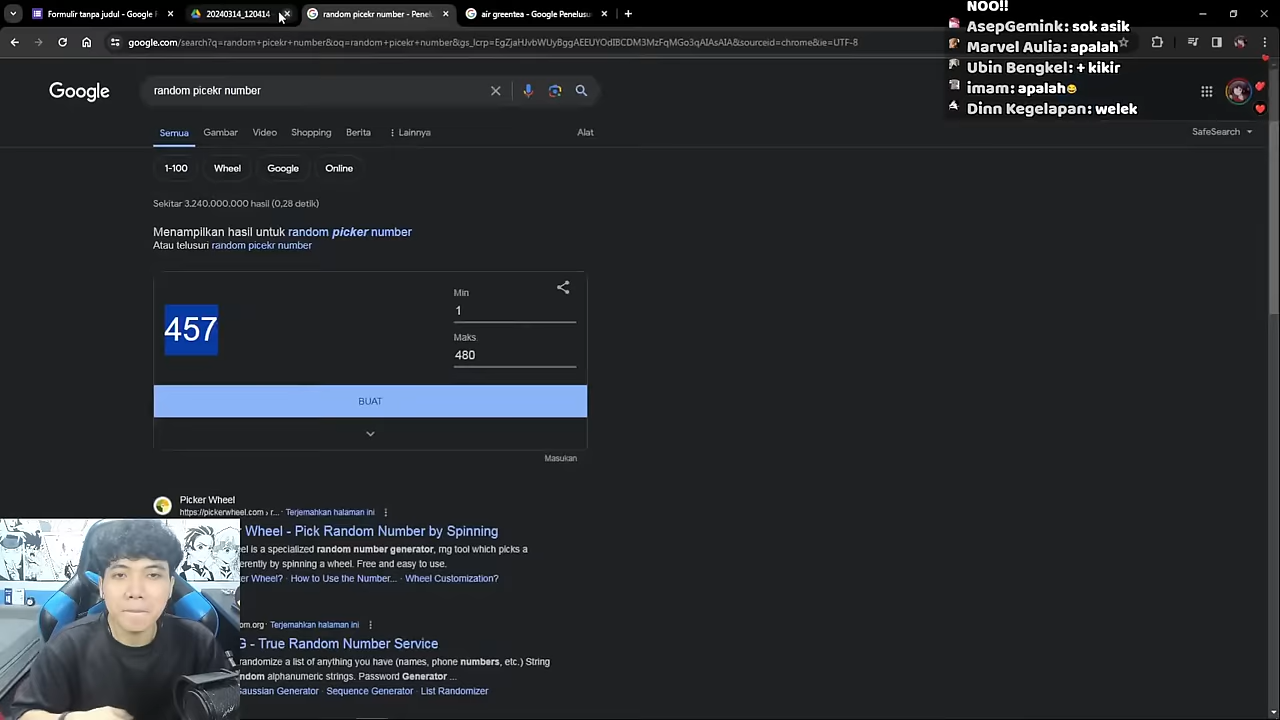 Formulir tanpa judul - Google F
20240314_120414
random picekr number - Penel
air greentea - Google Penelusu
google.com/search?q=random+picekr+number&oq=random+picekr+number&gs_lcrp=EgZjaHJvbWUyBggAEEUYOdIBCDM3MzFqMGo3qAIAsAIA&sourceid=chrome&ie=UTF-8
NOO!!
AsepGemink: sok asik
Marvel Aulia: apalah
Ubin Bengkel: + kikir
imam: apalah😂
Dinn Kegelapan: welek
Google
random picekr number
Semua
Gambar
Video
Shopping
Berita
Lainnya
Alat
SafeSearch
1-100
Wheel
Google
Online
Sekitar 3.240.000.000 hasil (0,28 detik)
Menampilkan hasil untuk random picker number
Atau telusuri random picekr number
457
Min
1
Maks
480
BUAT
Masukan
Picker Wheel
https://pickerwheel.com › r... · Terjemahkan halaman ini
Wheel - Pick Random Number by Spinning
el is a specialized random number generator, rng tool which picks a
erently by spinning a wheel. Free and easy to use.
er Wheel? · How to Use the Number... · Wheel Customization?
om.org · Terjemahkan halaman ini
G - True Random Number Service
randomize a list of anything you have (names, phone numbers, etc.) String
ndom alphanumeric strings. Password Generator ...
Gaussian Generator · Sequence Generator · List Randomizer